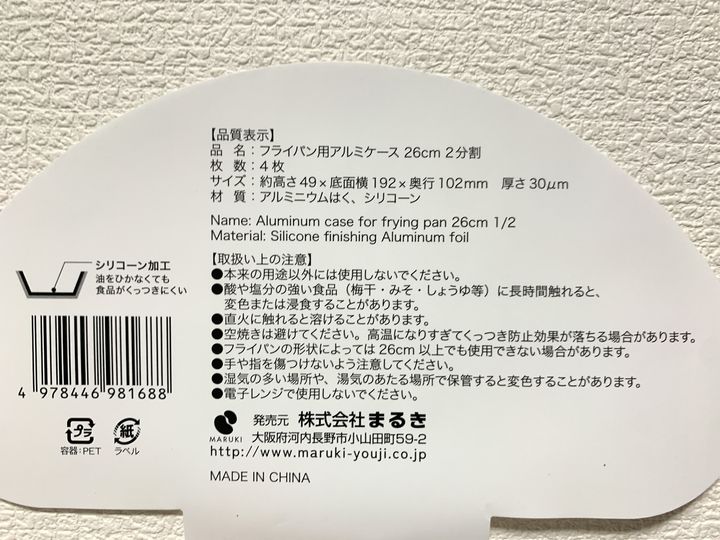 【品質表示】
品 名：フライパン用アルミケース 26cm 2分割
枚 数：4枚
サイズ：約高さ49×底面横192×奥行102mm 厚さ30μm
材 質：アルミニウムはく、シリコーン
Name: Aluminum case for frying pan 26cm 1/2
Material: Silicone finishing Aluminum foil
【取扱い上の注意】
●本来の用途以外には使用しないでください。
●酸や塩分の強い食品（梅干・みそ・しょうゆ等）に長時間触れると、
変色または浸食することがあります。
●直火に触れると溶けることがあります。
●空焼きは避けてください。高温になりすぎてくっつき防止効果が落ちる場合があります。
●フライパンの形状によっては26cm以上でも使用できない場合があります。
●手や指を傷つけないよう注意してください。
●湿気の多い場所や、湯気のあたる場所で保管すると変色することがあります。
●電子レンジで使用しないでください。
シリコーン加工
油をひかなくても
食品がくっつきにくい
4 978446 981688
プラ
容器：PET
紙
ラベル
MARUKI
発売元 株式会社まるき
大阪府河内長野市小山田町59-2
http://www.maruki-youji.co.jp
MADE IN CHINA